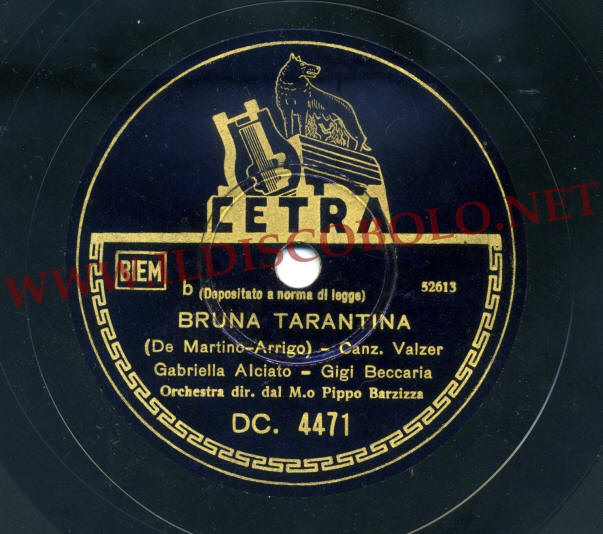 CETRA
WWW.ILDISCOBOLO.NET
BIEM
b (Depositato a norma di legge)
52613
BRUNA TARANTINA
(De Martino-Arrigo) - Canz. Valzer
Gabriella Alciato - Gigi Beccaria
Orchestra dir. dal M.o Pippo Barzizza
DC. 4471